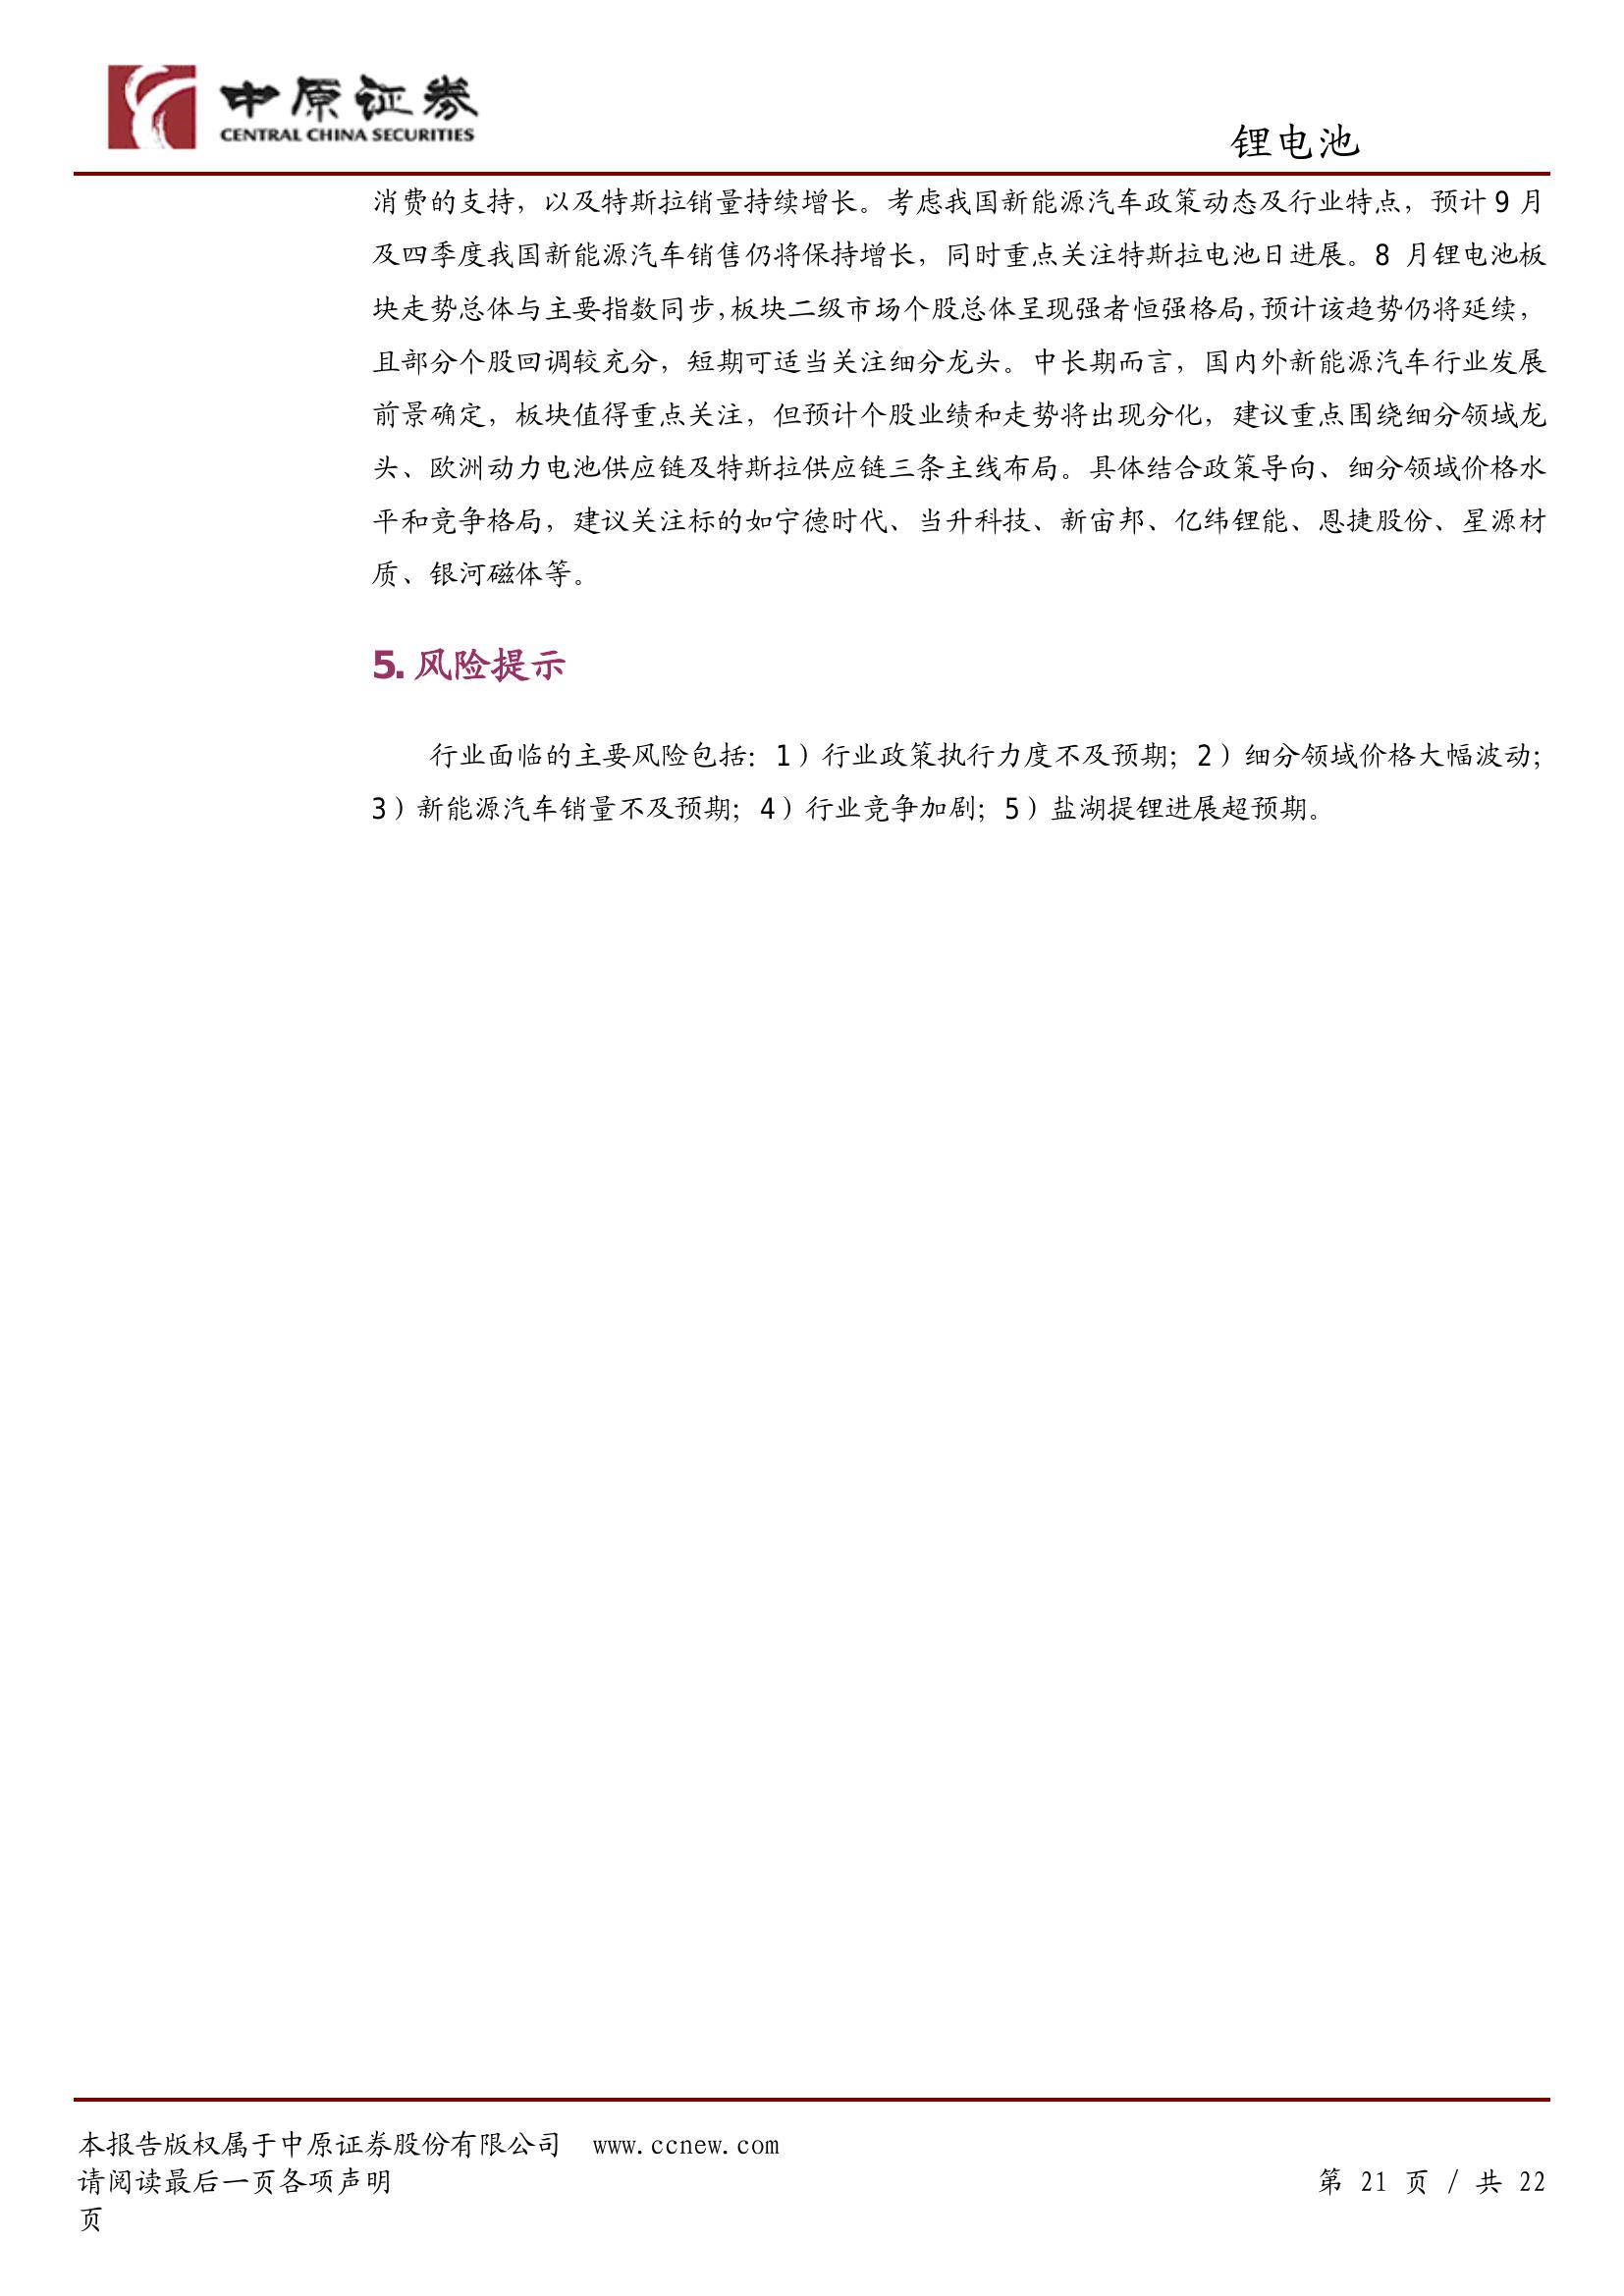 中原证券
CENTRAL CHINA SECURITIES
锂电池
消费的支持，以及特斯拉销量持续增长。考虑我国新能源汽车政策动态及行业特点，预计 9 月
及四季度我国新能源汽车销售仍将保持增长，同时重点关注特斯拉电池日进展。8 月锂电池板
块走势总体与主要指数同步，板块二级市场个股总体呈现强者恒强格局，预计该趋势仍将延续，
且部分个股回调较充分，短期可适当关注细分龙头。中长期而言，国内外新能源汽车行业发展
前景确定，板块值得重点关注，但预计个股业绩和走势将出现分化，建议重点围绕细分领域龙
头、欧洲动力电池供应链及特斯拉供应链三条主线布局。具体结合政策导向、细分领域价格水
平和竞争格局，建议关注标的如宁德时代、当升科技、新宙邦、亿纬锂能、恩捷股份、星源材
质、银河磁体等。
5. 风险提示
行业面临的主要风险包括：1）行业政策执行力度不及预期；2）细分领域价格大幅波动；
3）新能源汽车销量不及预期；4）行业竞争加剧；5）盐湖提锂进展超预期。
本报告版权属于中原证券股份有限公司 www.ccnew.com
请阅读最后一页各项声明 第 21 页 / 共 22
页